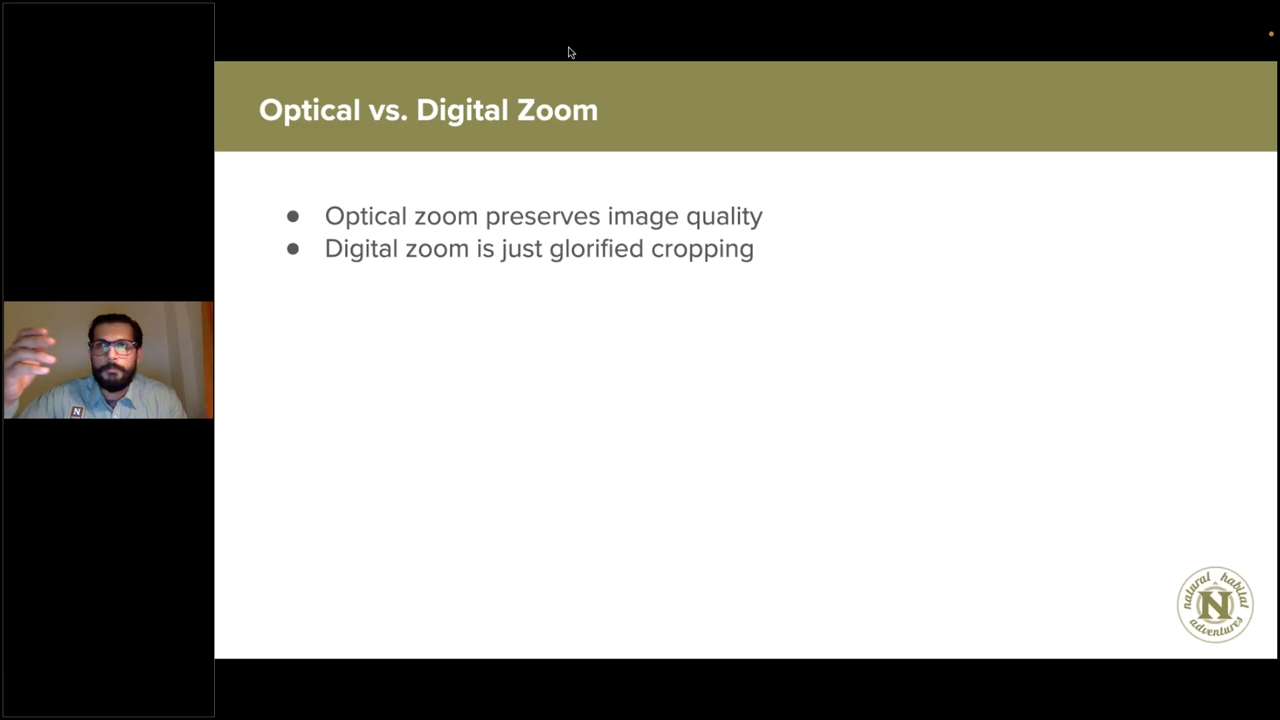 Optical vs. Digital Zoom
● Optical zoom preserves image quality
● Digital zoom is just glorified cropping
N
natural habitat
N
adventures